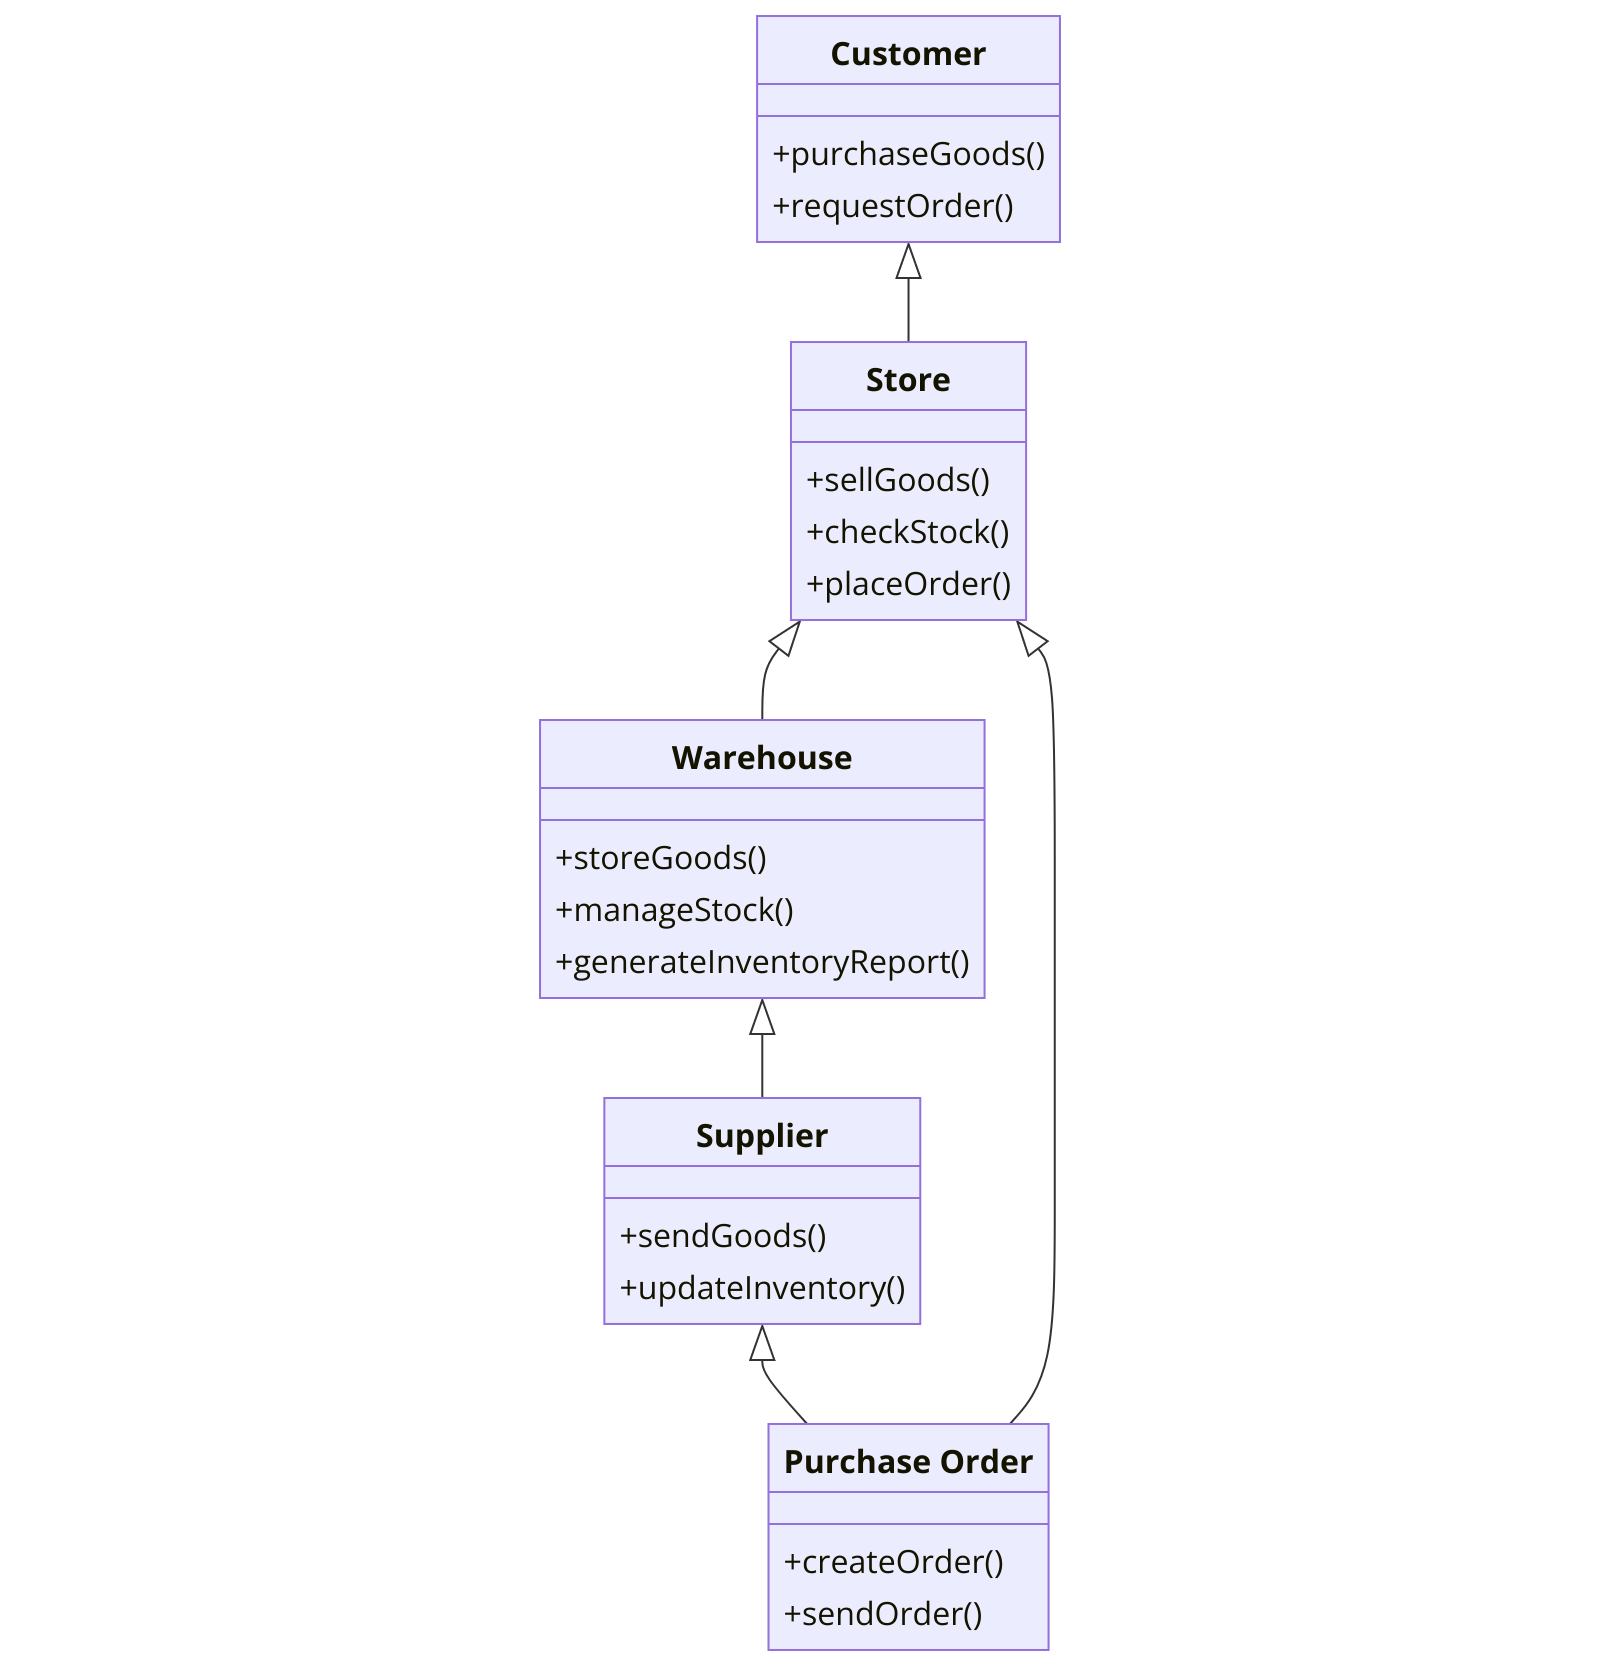 Customer
+purchaseGoods()
+requestOrder()
Store
+sellGoods()
+checkStock()
+placeOrder()
Warehouse
+storeGoods()
+manageStock()
+generateInventoryReport()
Supplier
+sendGoods()
+updateInventory()
Purchase Order
+createOrder()
+sendOrder()